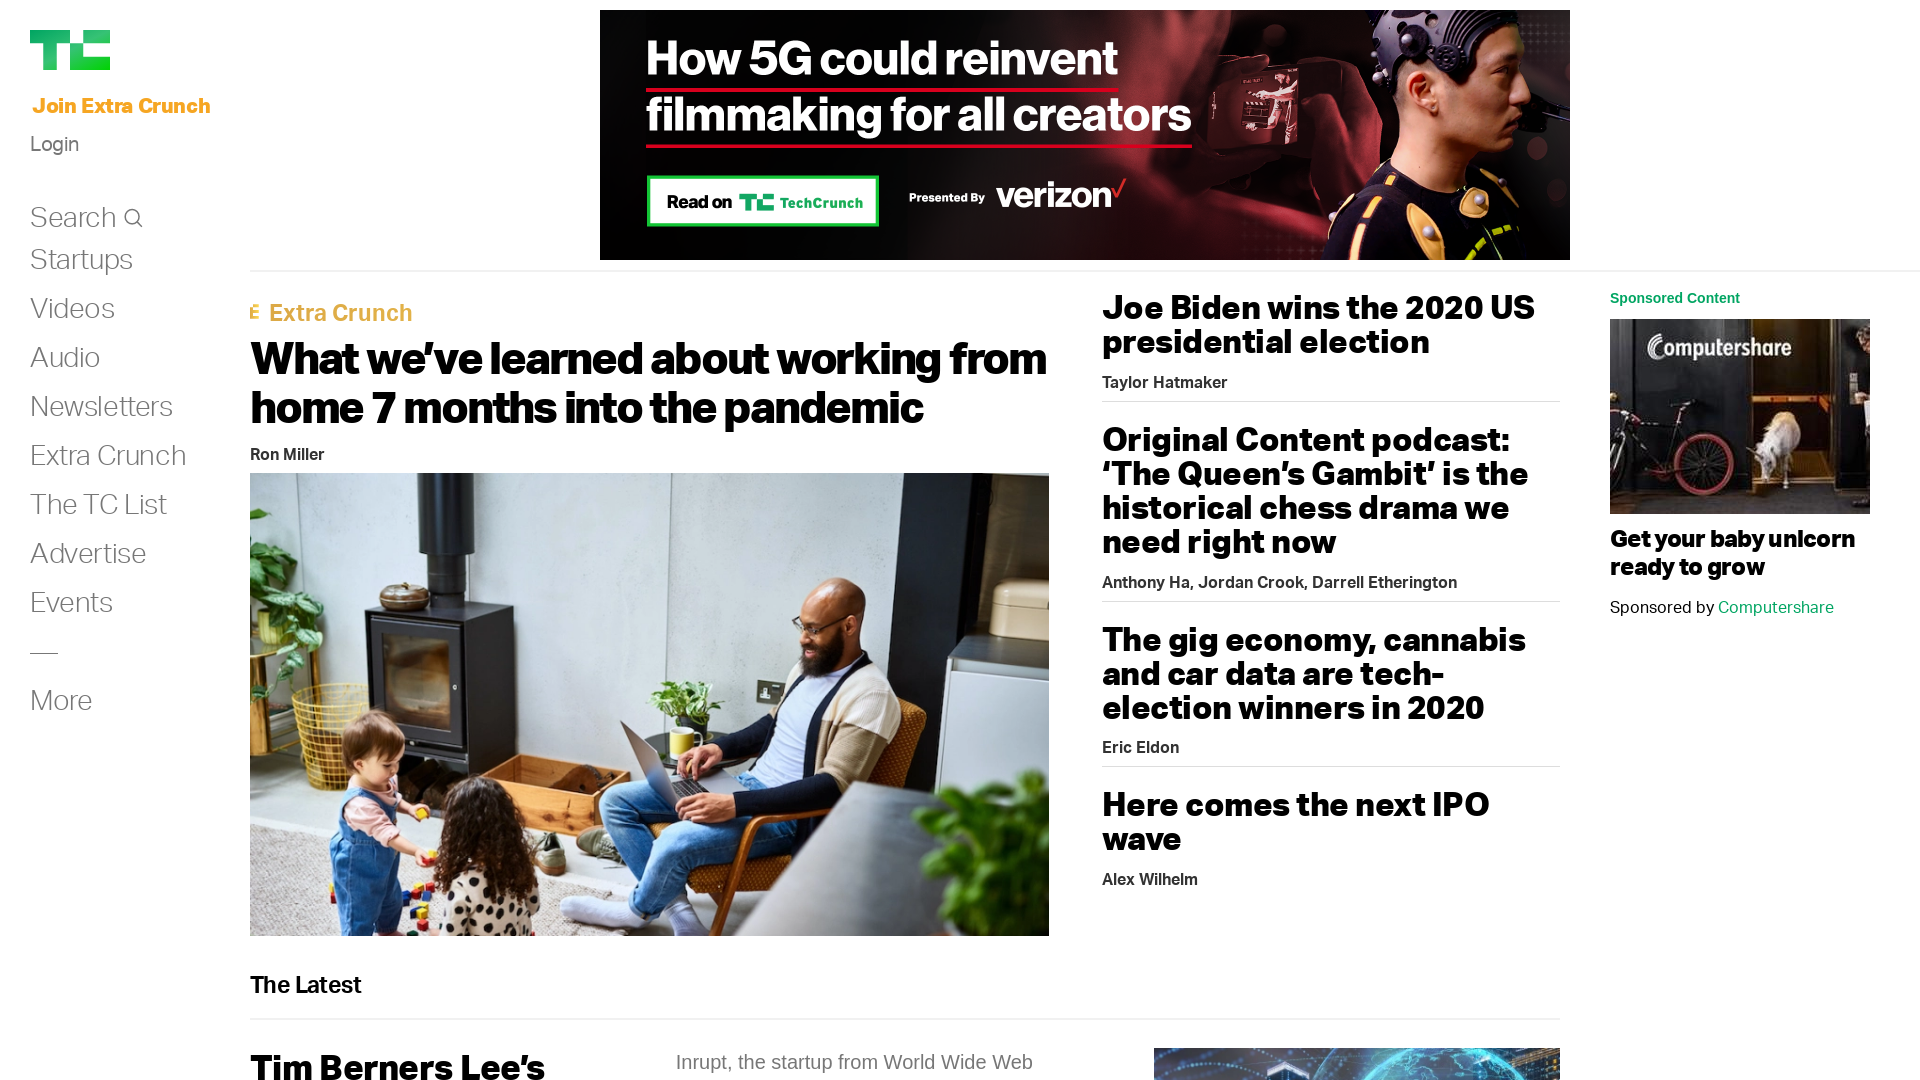 TC
Join Extra Crunch
Login
Search
Startups
Videos
Audio
Newsletters
Extra Crunch
The TC List
Advertise
Events
More
How 5G could reinvent
filmmaking for all creators
Read on TC TechCrunch
Presented By verizon✓
Extra Crunch
What we’ve learned about working from
home 7 months into the pandemic
Ron Miller
Joe Biden wins the 2020 US
presidential election
Taylor Hatmaker
Original Content podcast:
‘The Queen’s Gambit’ is the
historical chess drama we
need right now
Anthony Ha, Jordan Crook, Darrell Etherington
The gig economy, cannabis
and car data are tech-
election winners in 2020
Eric Eldon
Here comes the next IPO
wave
Alex Wilhelm
Sponsored Content
Computershare
Get your baby unicorn
ready to grow
Sponsored by Computershare
The Latest
Tim Berners Lee’s
Inrupt, the startup from World Wide Web